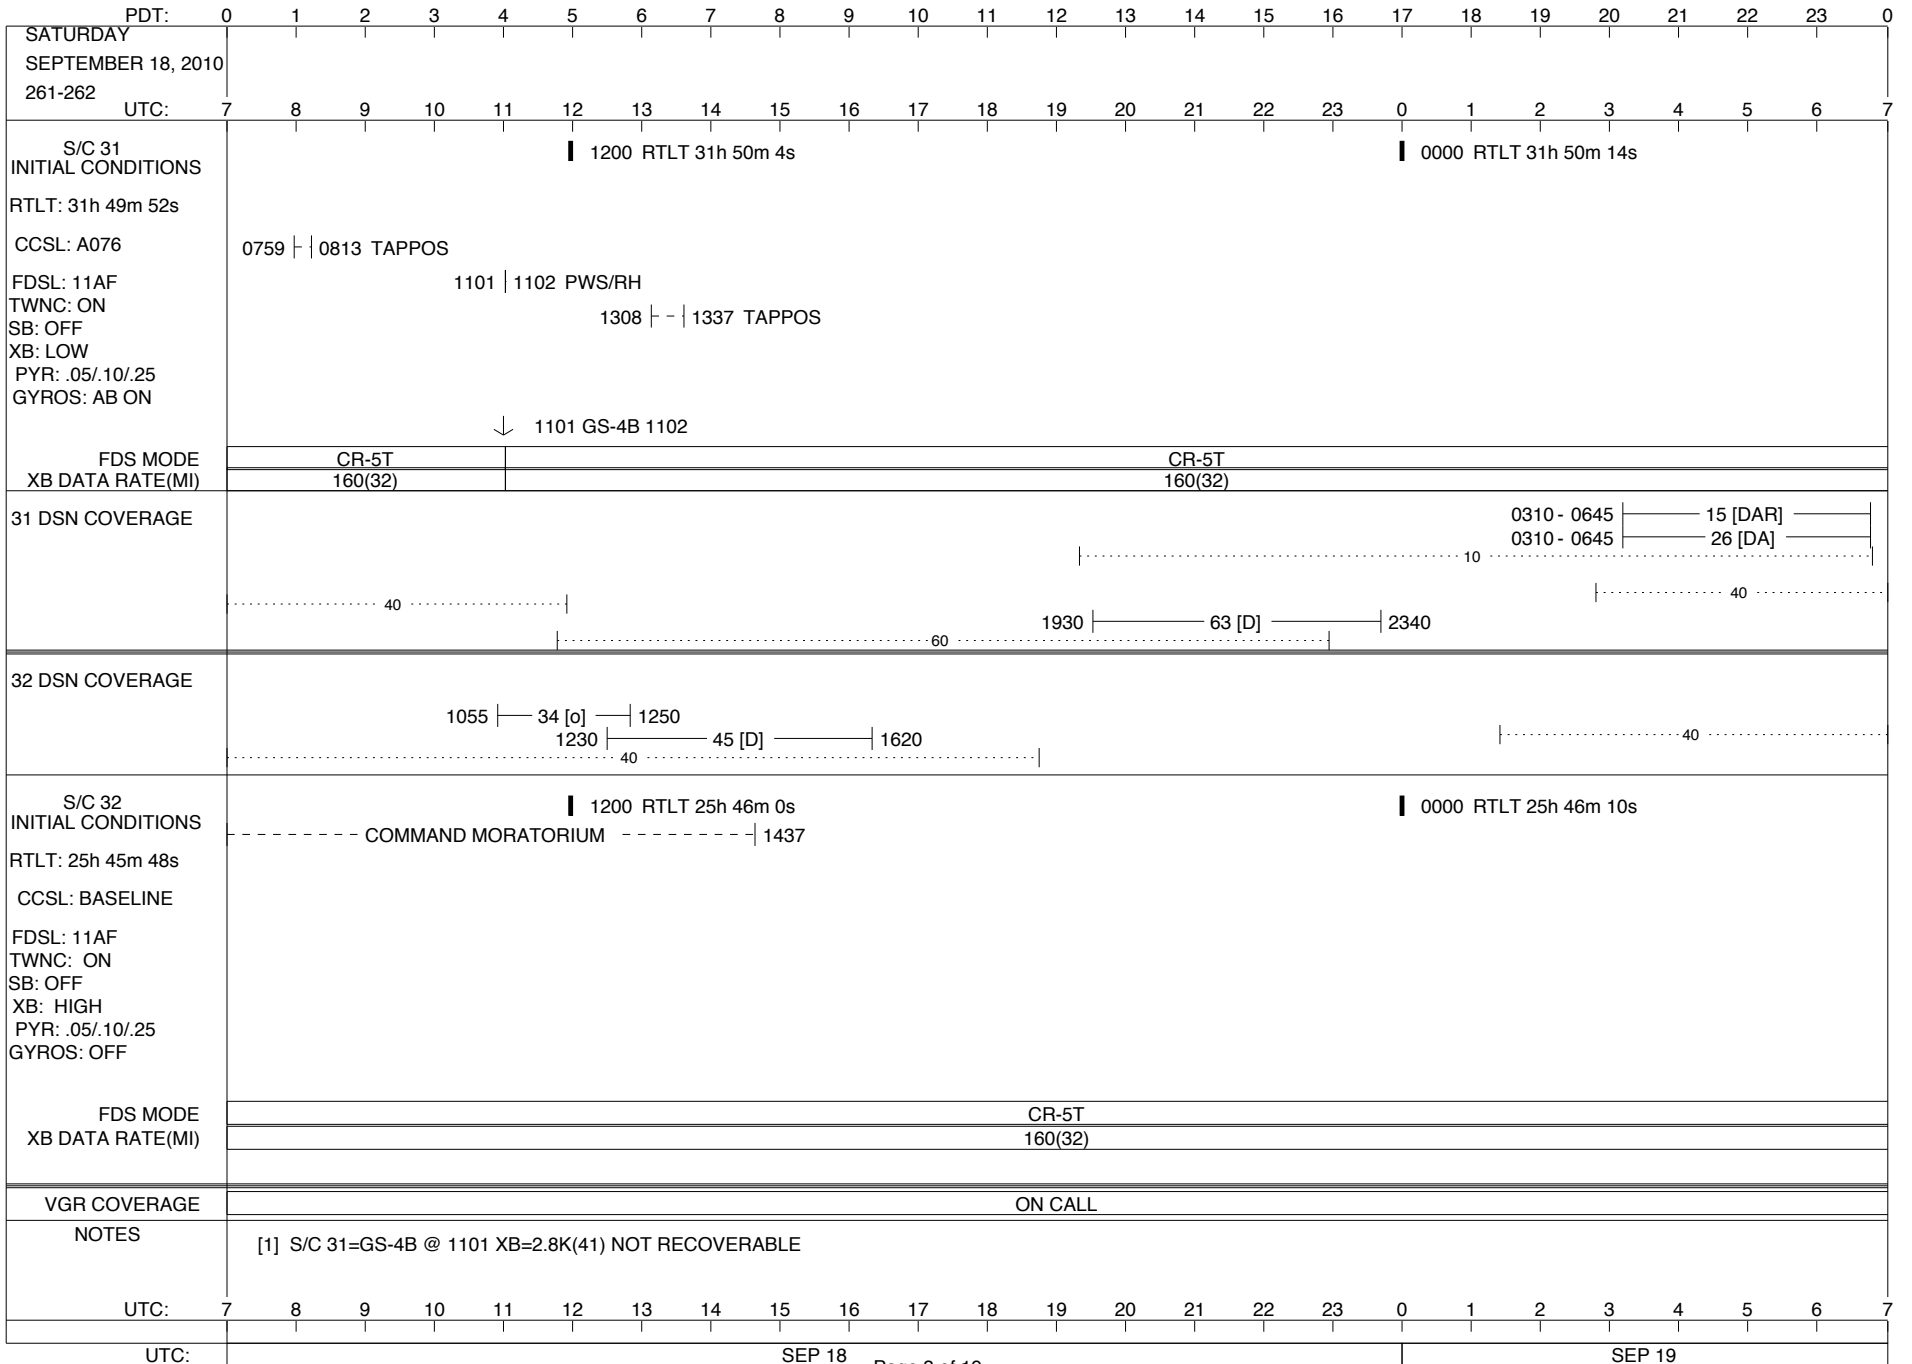 PDT: 0 1 2 3 4 5 6 7 8 9 10 11 12 13 14 15 16 17 18 19 20 21 22 23 0
SATURDAY
SEPTEMBER 18, 2010
261-262
UTC: 7 8 9 10 11 12 13 14 15 16 17 18 19 20 21 22 23 0 1 2 3 4 5 6 7
S/C 31
INITIAL CONDITIONS
1200 RTLT 31h 50m 4s
0000 RTLT 31h 50m 14s
RTLT: 31h 49m 52s
CCSL: A076
0759 0813 TAPPOS
FDSL: 11AF
1101 1102 PWS/RH
TWNC: ON
1308 1337 TAPPOS
SB: OFF
XB: LOW
PYR: .05/.10/.25
GYROS: AB ON
1101 GS-4B 1102
FDS MODE CR-5T CR-5T
XB DATA RATE(MI) 160(32) 160(32)
31 DSN COVERAGE
0310 - 0645 15 [DAR]
0310 - 0645 26 [DA]
10
40
40
1930 63 [D] 2340
60
32 DSN COVERAGE
1055 34 [o] 1250
1230 45 [D] 1620
40
40
S/C 32
INITIAL CONDITIONS
1200 RTLT 25h 46m 0s
0000 RTLT 25h 46m 10s
COMMAND MORATORIUM 1437
RTLT: 25h 45m 48s
CCSL: BASELINE
FDSL: 11AF
TWNC: ON
SB: OFF
XB: HIGH
PYR: .05/.10/.25
GYROS: OFF
FDS MODE CR-5T
XB DATA RATE(MI) 160(32)
VGR COVERAGE ON CALL
NOTES
[1] S/C 31=GS-4B @ 1101 XB=2.8K(41) NOT RECOVERABLE
UTC: 7 8 9 10 11 12 13 14 15 16 17 18 19 20 21 22 23 0 1 2 3 4 5 6 7
UTC: SEP 18 SEP 19